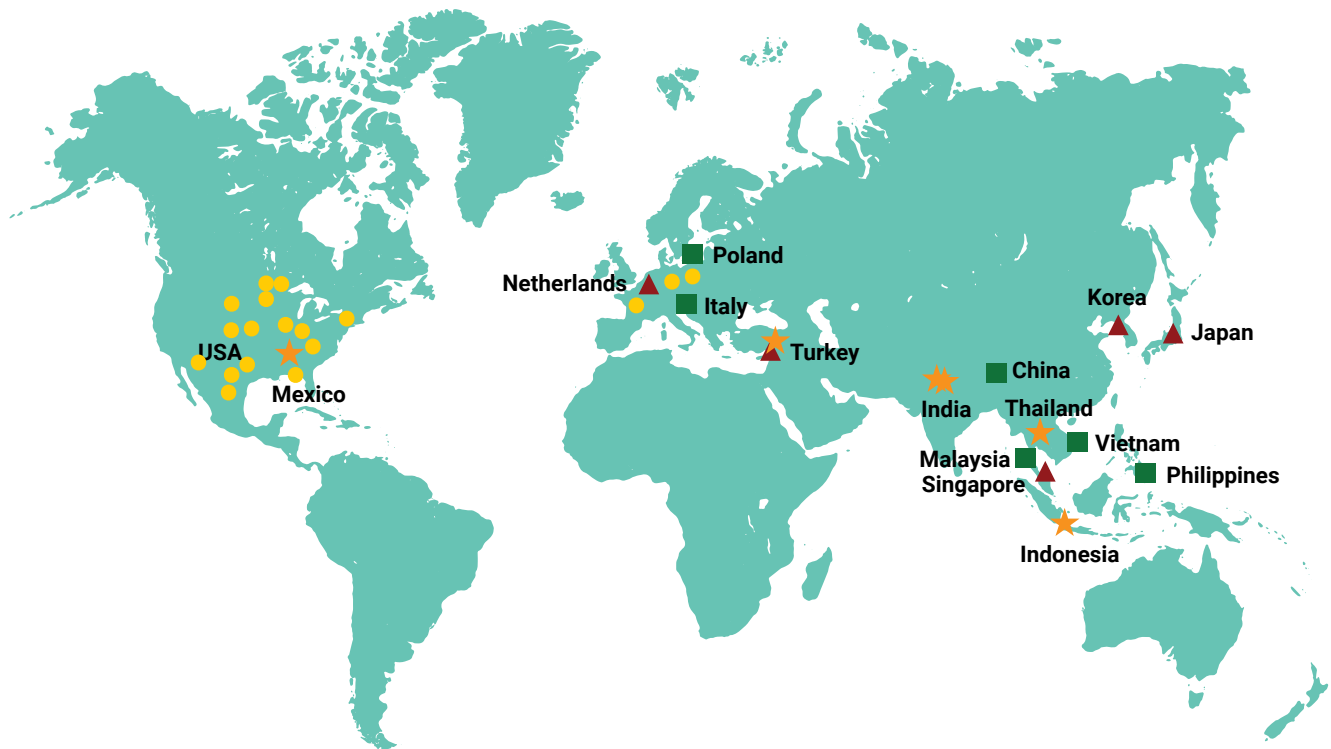 Poland
Netherlands
Italy
Korea
Japan
USA
Turkey
China
Mexico
India
Thailand
Vietnam
Malaysia
Singapore
Philippines
Indonesia